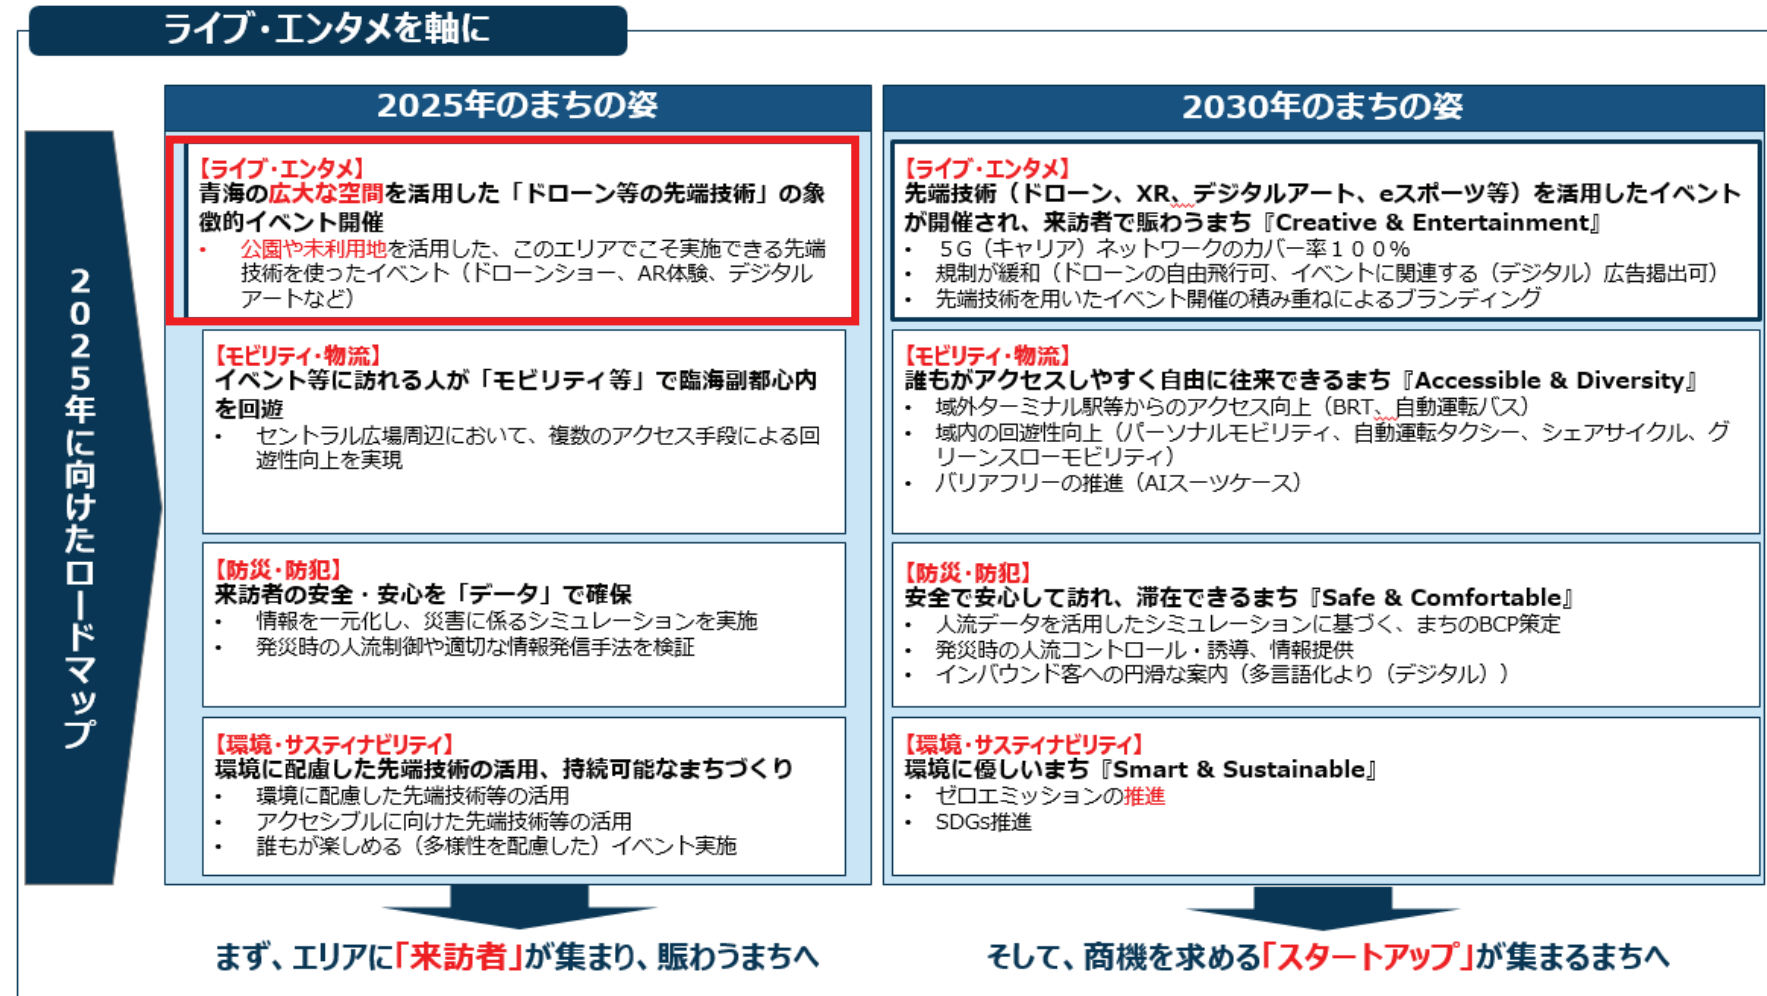 ライブ・エンタメを軸に
2025年に向けたロードマップ
2025年のまちの姿
【ライブ・エンタメ】
青海の広大な空間を活用した「ドローン等の先端技術」の象
徴的イベント開催
• 公園や未利用地を活用した、このエリアでこそ実施できる先端
技術を使ったイベント（ドローンショー、AR体験、デジタル
アートなど）
【モビリティ・物流】
イベント等に訪れる人が「モビリティ等」で臨海副都心内
を回遊
• セントラル広場周辺において、複数のアクセス手段による回
遊性向上を実現
【防災・防犯】
来訪者の安全・安心を「データ」で確保
• 情報を一元化し、災害に係るシミュレーションを実施
• 発災時の人流制御や適切な情報発信手法を検証
【環境・サスティナビリティ】
環境に配慮した先端技術の活用、持続可能なまちづくり
• 環境に配慮した先端技術等の活用
• アクセシブルに向けた先端技術等の活用
• 誰もが楽しめる（多様性を配慮した）イベント実施
まず、エリアに「来訪者」が集まり、賑わうまちへ
2030年のまちの姿
【ライブ・エンタメ】
先端技術（ドローン、XR、デジタルアート、eスポーツ等）を活用したイベント
が開催され、来訪者で賑わうまち『Creative & Entertainment』
• ５G（キャリア）ネットワークのカバー率１００％
• 規制が緩和（ドローンの自由飛行可、イベントに関連する（デジタル）広告掲出可）
• 先端技術を用いたイベント開催の積み重ねによるブランディング
【モビリティ・物流】
誰もがアクセスしやすく自由に往来できるまち『Accessible & Diversity』
• 域外ターミナル駅等からのアクセス向上（BRT、自動運転バス）
• 域内の回遊性向上（パーソナルモビリティ、自動運転タクシー、シェアサイクル、グ
リーンスローモビリティ）
• バリアフリーの推進（AIスーツケース）
【防災・防犯】
安全で安心して訪れ、滞在できるまち『Safe & Comfortable』
• 人流データを活用したシミュレーションに基づく、まちのBCP策定
• 発災時の人流コントロール・誘導、情報提供
• インバウンド客への円滑な案内（多言語化より（デジタル））
【環境・サスティナビリティ】
環境に優しいまち『Smart & Sustainable』
• ゼロエミッションの推進
• SDGs推進
そして、商機を求める「スタートアップ」が集まるまちへ